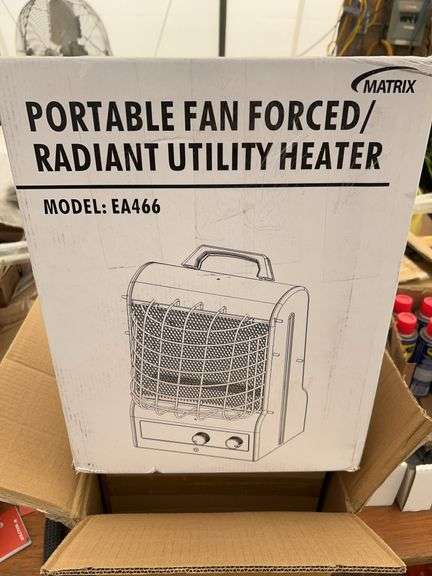 MATRIX
PORTABLE FAN FORCED/
RADIANT UTILITY HEATER
MODEL: EA466